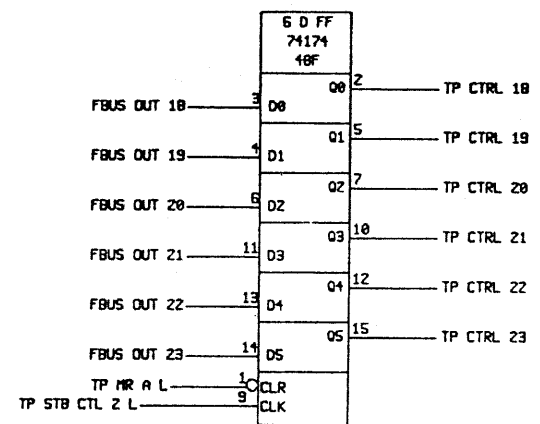 6 D FF
74174
48F
FBUS OUT 18 3 D0 Q0 2 TP CTRL 18
FBUS OUT 19 4 D1 Q1 5 TP CTRL 19
FBUS OUT 20 6 D2 Q2 7 TP CTRL 20
FBUS OUT 21 11 D3 Q3 10 TP CTRL 21
FBUS OUT 22 13 D4 Q4 12 TP CTRL 22
FBUS OUT 23 14 D5 Q5 15 TP CTRL 23
TP MR A L 1 CLR
TP STB CTL 2 L 9 CLK